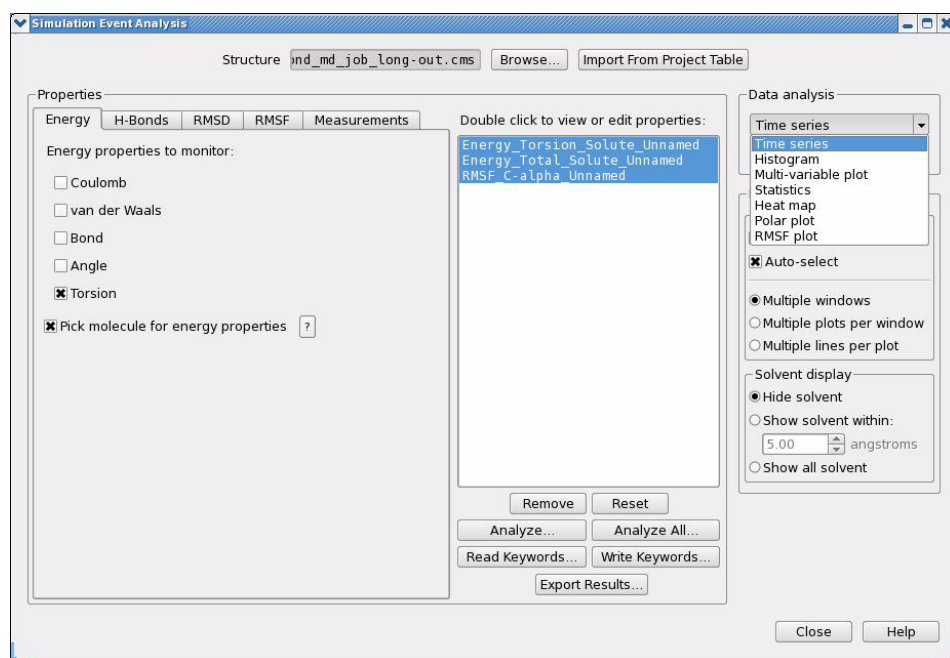 Simulation Event Analysis
Structure ond_md_job_long-out.cms Browse... Import From Project Table
Properties
Energy H-Bonds RMSD RMSF Measurements
Energy properties to monitor:
Coulomb
van der Waals
Bond
Angle
Torsion
Pick molecule for energy properties ?
Double click to view or edit properties:
Energy_Torsion_Solute_Unnamed
Energy_Total_Solute_Unnamed
RMSF_C-alpha_Unnamed
Remove Reset
Analyze... Analyze All...
Read Keywords... Write Keywords...
Export Results...
Data analysis
Time series
Time series
Histogram
Multi-variable plot
Statistics
Heat map
Polar plot
RMSF plot
Auto-select
Multiple windows
Multiple plots per window
Multiple lines per plot
Solvent display
Hide solvent
Show solvent within:
5.00 angstroms
Show all solvent
Close Help